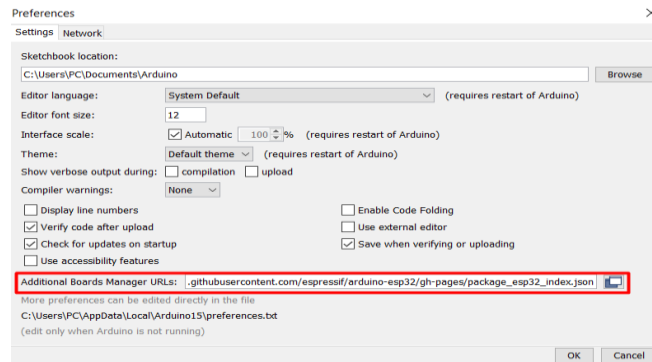 Preferences
Settings Network
Sketchbook location:
C:\Users\PC\Documents\Arduino Browse
Editor language: System Default (requires restart of Arduino)
Editor font size: 12
Interface scale: Automatic 100 % (requires restart of Arduino)
Theme: Default theme (requires restart of Arduino)
Show verbose output during: compilation upload
Compiler warnings: None
Display line numbers Enable Code Folding
Verify code after upload Use external editor
Check for updates on startup Save when verifying or uploading
Use accessibility features
Additional Boards Manager URLs: .githubusercontent.com/espressif/arduino-esp32/gh-pages/package_esp32_index.json
More preferences can be edited directly in the file
C:\Users\PC\AppData\Local\Arduino15\preferences.txt
(edit only when Arduino is not running)
OK Cancel